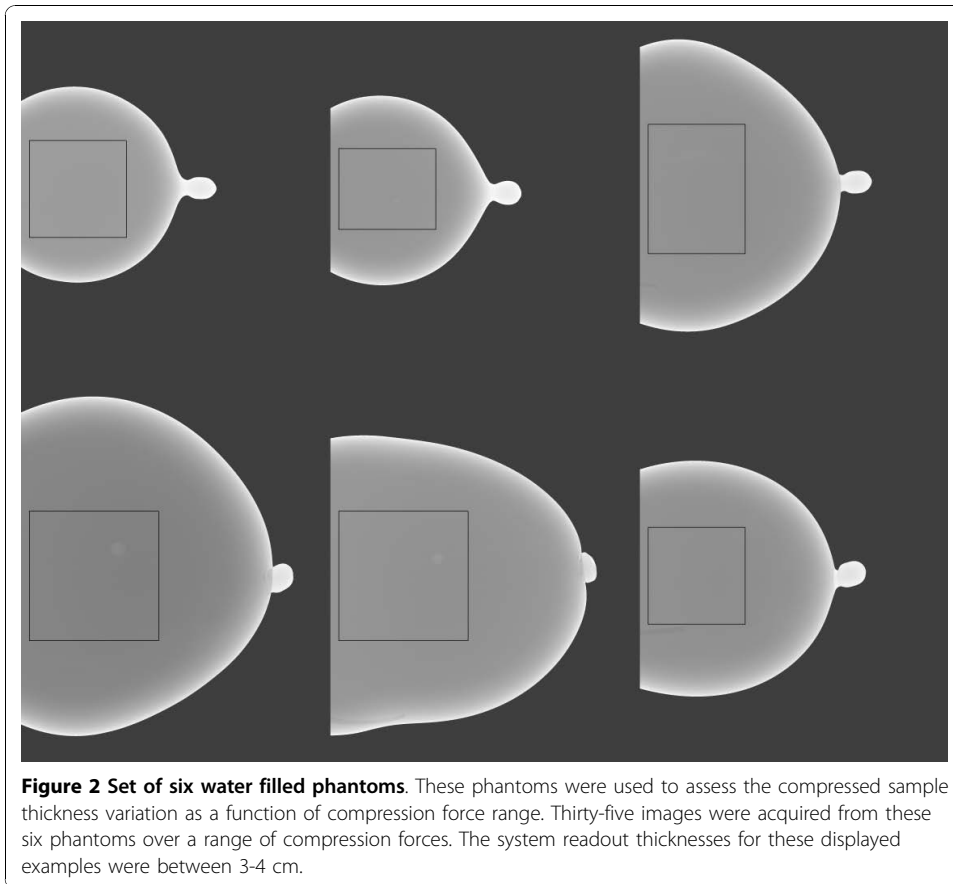 Figure 2 Set of six water filled phantoms. These phantoms were used to assess the compressed sample
thickness variation as a function of compression force range. Thirty-five images were acquired from these
six phantoms over a range of compression forces. The system readout thicknesses for these displayed
examples were between 3-4 cm.